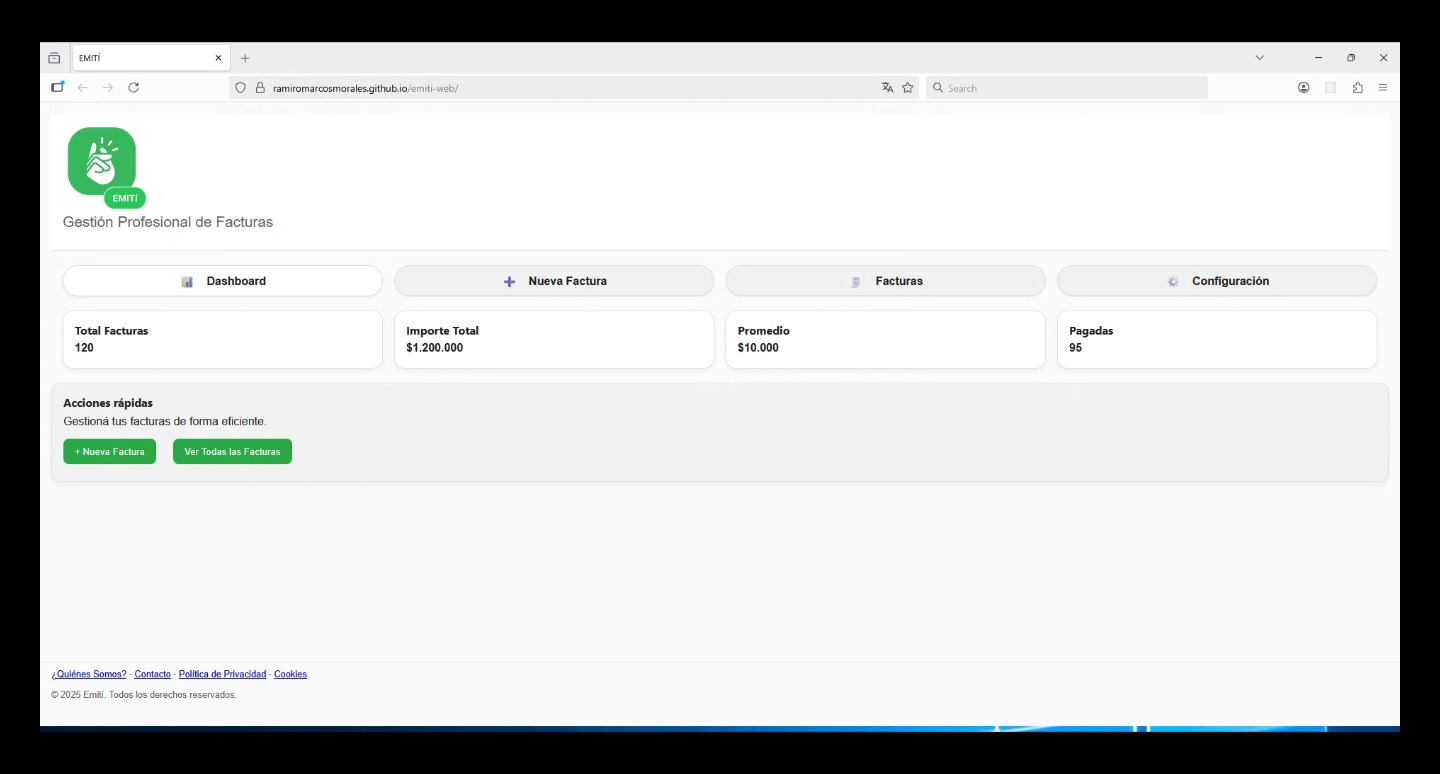 EMITÍ
ramiromarcosmorales.github.io/emiti-web/
Search
EMITÍ
Gestión Profesional de Facturas
Dashboard
Nueva Factura
Facturas
Configuración
Total Facturas
120
Importe Total
$1.200.000
Promedio
$10.000
Pagadas
95
Acciones rápidas
Gestioná tus facturas de forma eficiente.
+ Nueva Factura
Ver Todas las Facturas
¿Quiénes Somos? - Contacto - Política de Privacidad - Cookies
© 2025 Emití. Todos los derechos reservados.